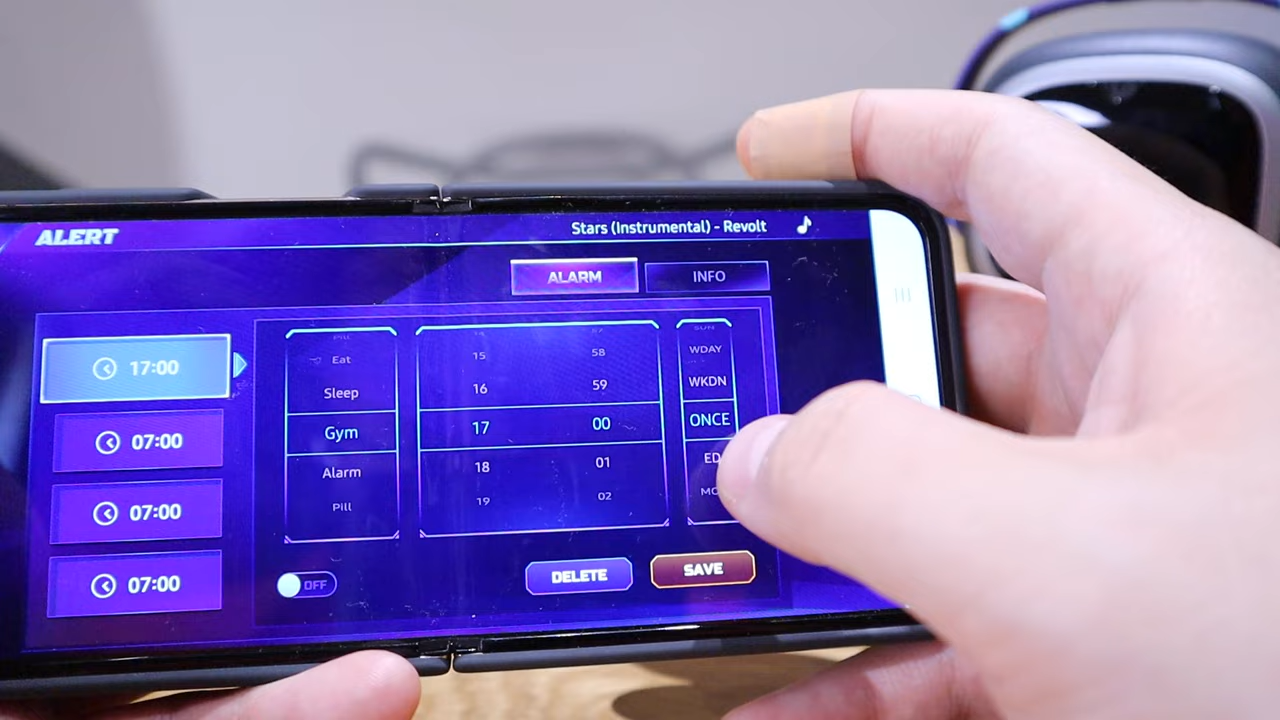 ALERT
Stars (Instrumental) - Revolt
ALARM
INFO
17:00
07:00
07:00
07:00
Eat
Sleep
Gym
Alarm
Pill
15 58
16 59
17 00
18 01
19 02
WDAY
WKDN
ONCE
OFF
DELETE
SAVE